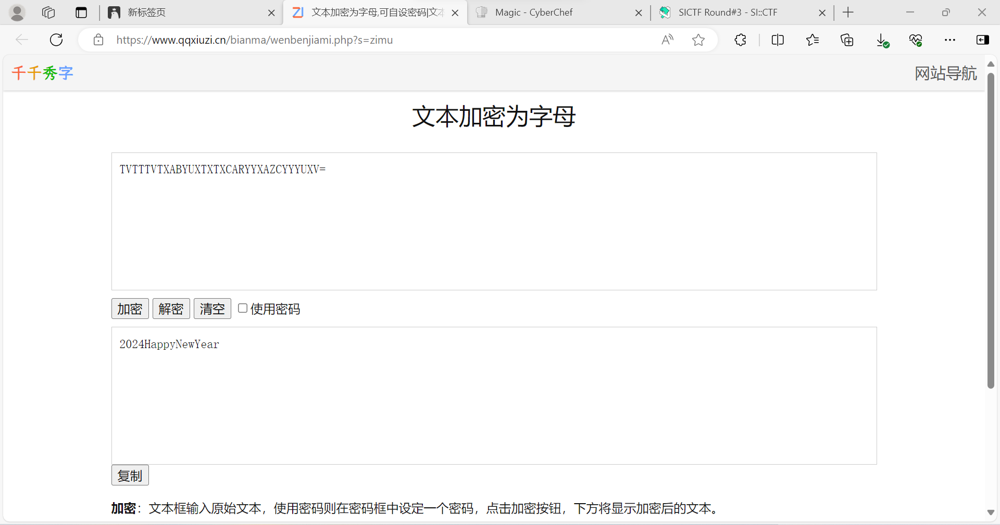 新标签页
文本加密为字母,可自设密码|文本
Magic - CyberChef
SICTF Round#3 - SI::CTF
https://www.qqxiuzi.cn/bianma/wenbenjiami.php?s=zimu
千千秀字
网站导航
文本加密为字母
TVTTTVTXABYUXTXTXCARYYXAZCYYYUXV=
加密 解密 清空 使用密码
2024HappyNewYear
复制
加密：文本框输入原始文本，使用密码则在密码框中设定一个密码，点击加密按钮，下方将显示加密后的文本。